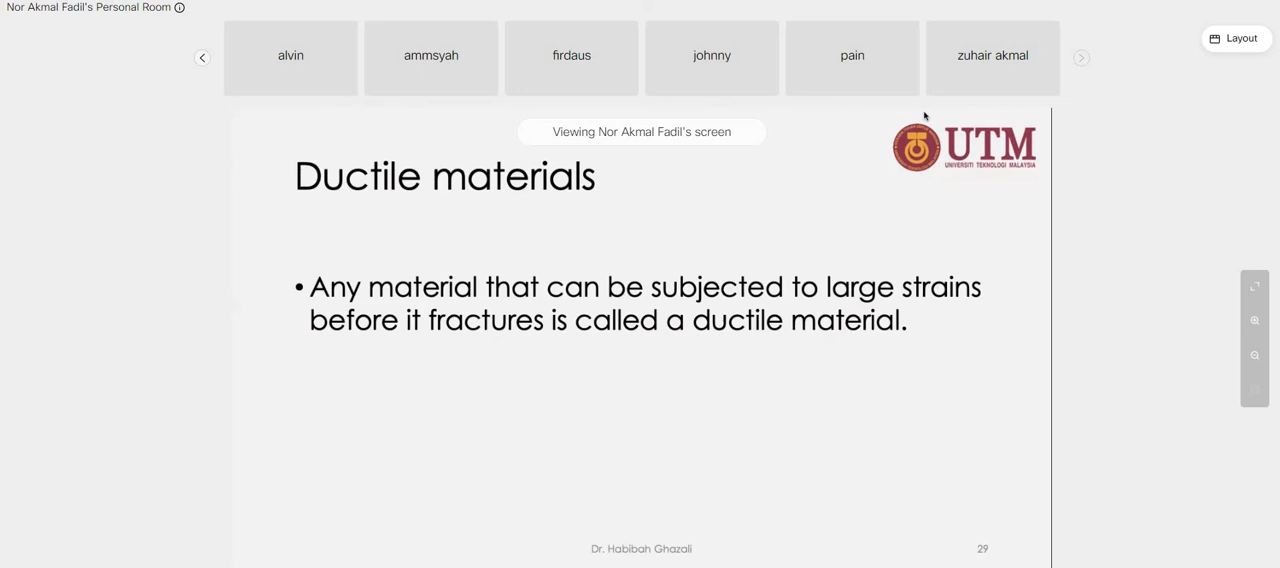 Nor Akmal Fadil's Personal Room
alvin
ammsyah
firdaus
johnny
pain
zuhair akmal
Layout
Viewing Nor Akmal Fadil's screen
UTM
UNIVERSITI TEKNOLOGI MALAYSIA
Ductile materials
• Any material that can be subjected to large strains
before it fractures is called a ductile material.
Dr. Habibah Ghazali
29